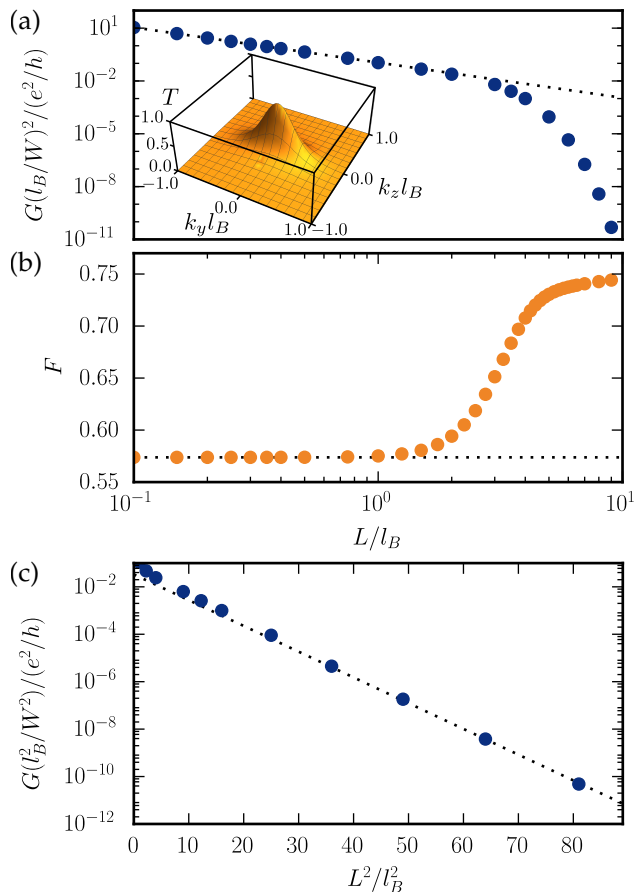 (a)
10^1
10^-2
10^-5
10^-8
10^-11
G(l_B/W)^2/(e^2/h)
T
1.0
0.5
0.0
−1.0
0.0
1.0
k_y l_B
−1.0
0.0
1.0
k_z l_B
(b)
0.75
0.70
0.65
0.60
0.55
F
10^-1
10^0
10^1
L/l_B
(c)
10^-2
10^-4
10^-6
10^-8
10^-10
10^-12
G(l_B^2/W^2)/(e^2/h)
0 10 20 30 40 50 60 70 80
L^2/l_B^2